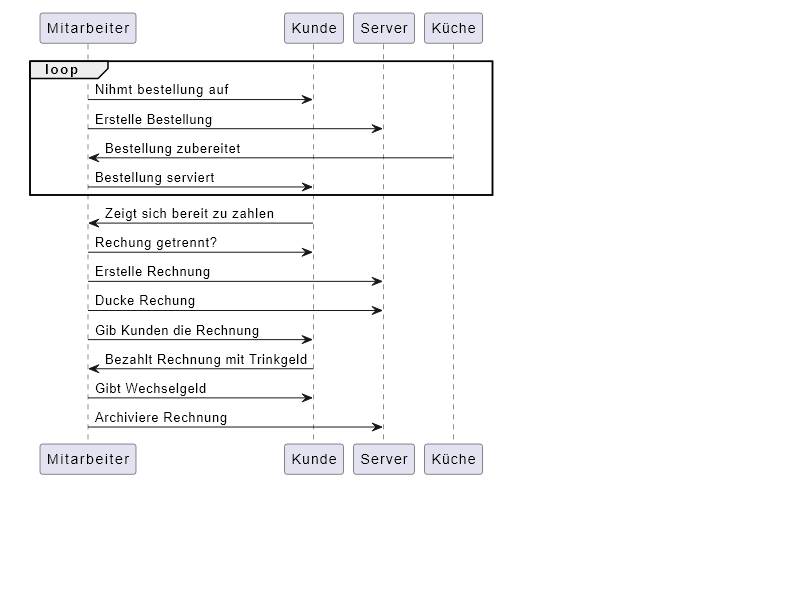 Mitarbeiter Kunde Server Küche
loop
Nihmt bestellung auf
Erstelle Bestellung
Bestellung zubereitet
Bestellung serviert
Zeigt sich bereit zu zahlen
Rechung getrennt?
Erstelle Rechnung
Ducke Rechung
Gib Kunden die Rechnung
Bezahlt Rechnung mit Trinkgeld
Gibt Wechselgeld
Archiviere Rechnung
Mitarbeiter Kunde Server Küche